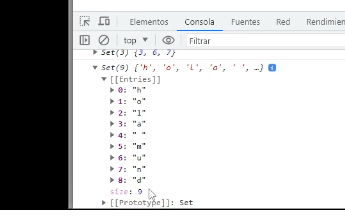 Elementos Consola Fuentes Red Rendimien
top Filtrar
Set(3) {3, 6, 7}
Set(9) {'h', 'o', 'l', 'a', ' ', …}
[[Entries]]
0: "h"
1: "o"
2: "l"
3: "a"
4: " "
5: "m"
6: "u"
7: "n"
8: "d"
size: 9
[[Prototype]]: Set